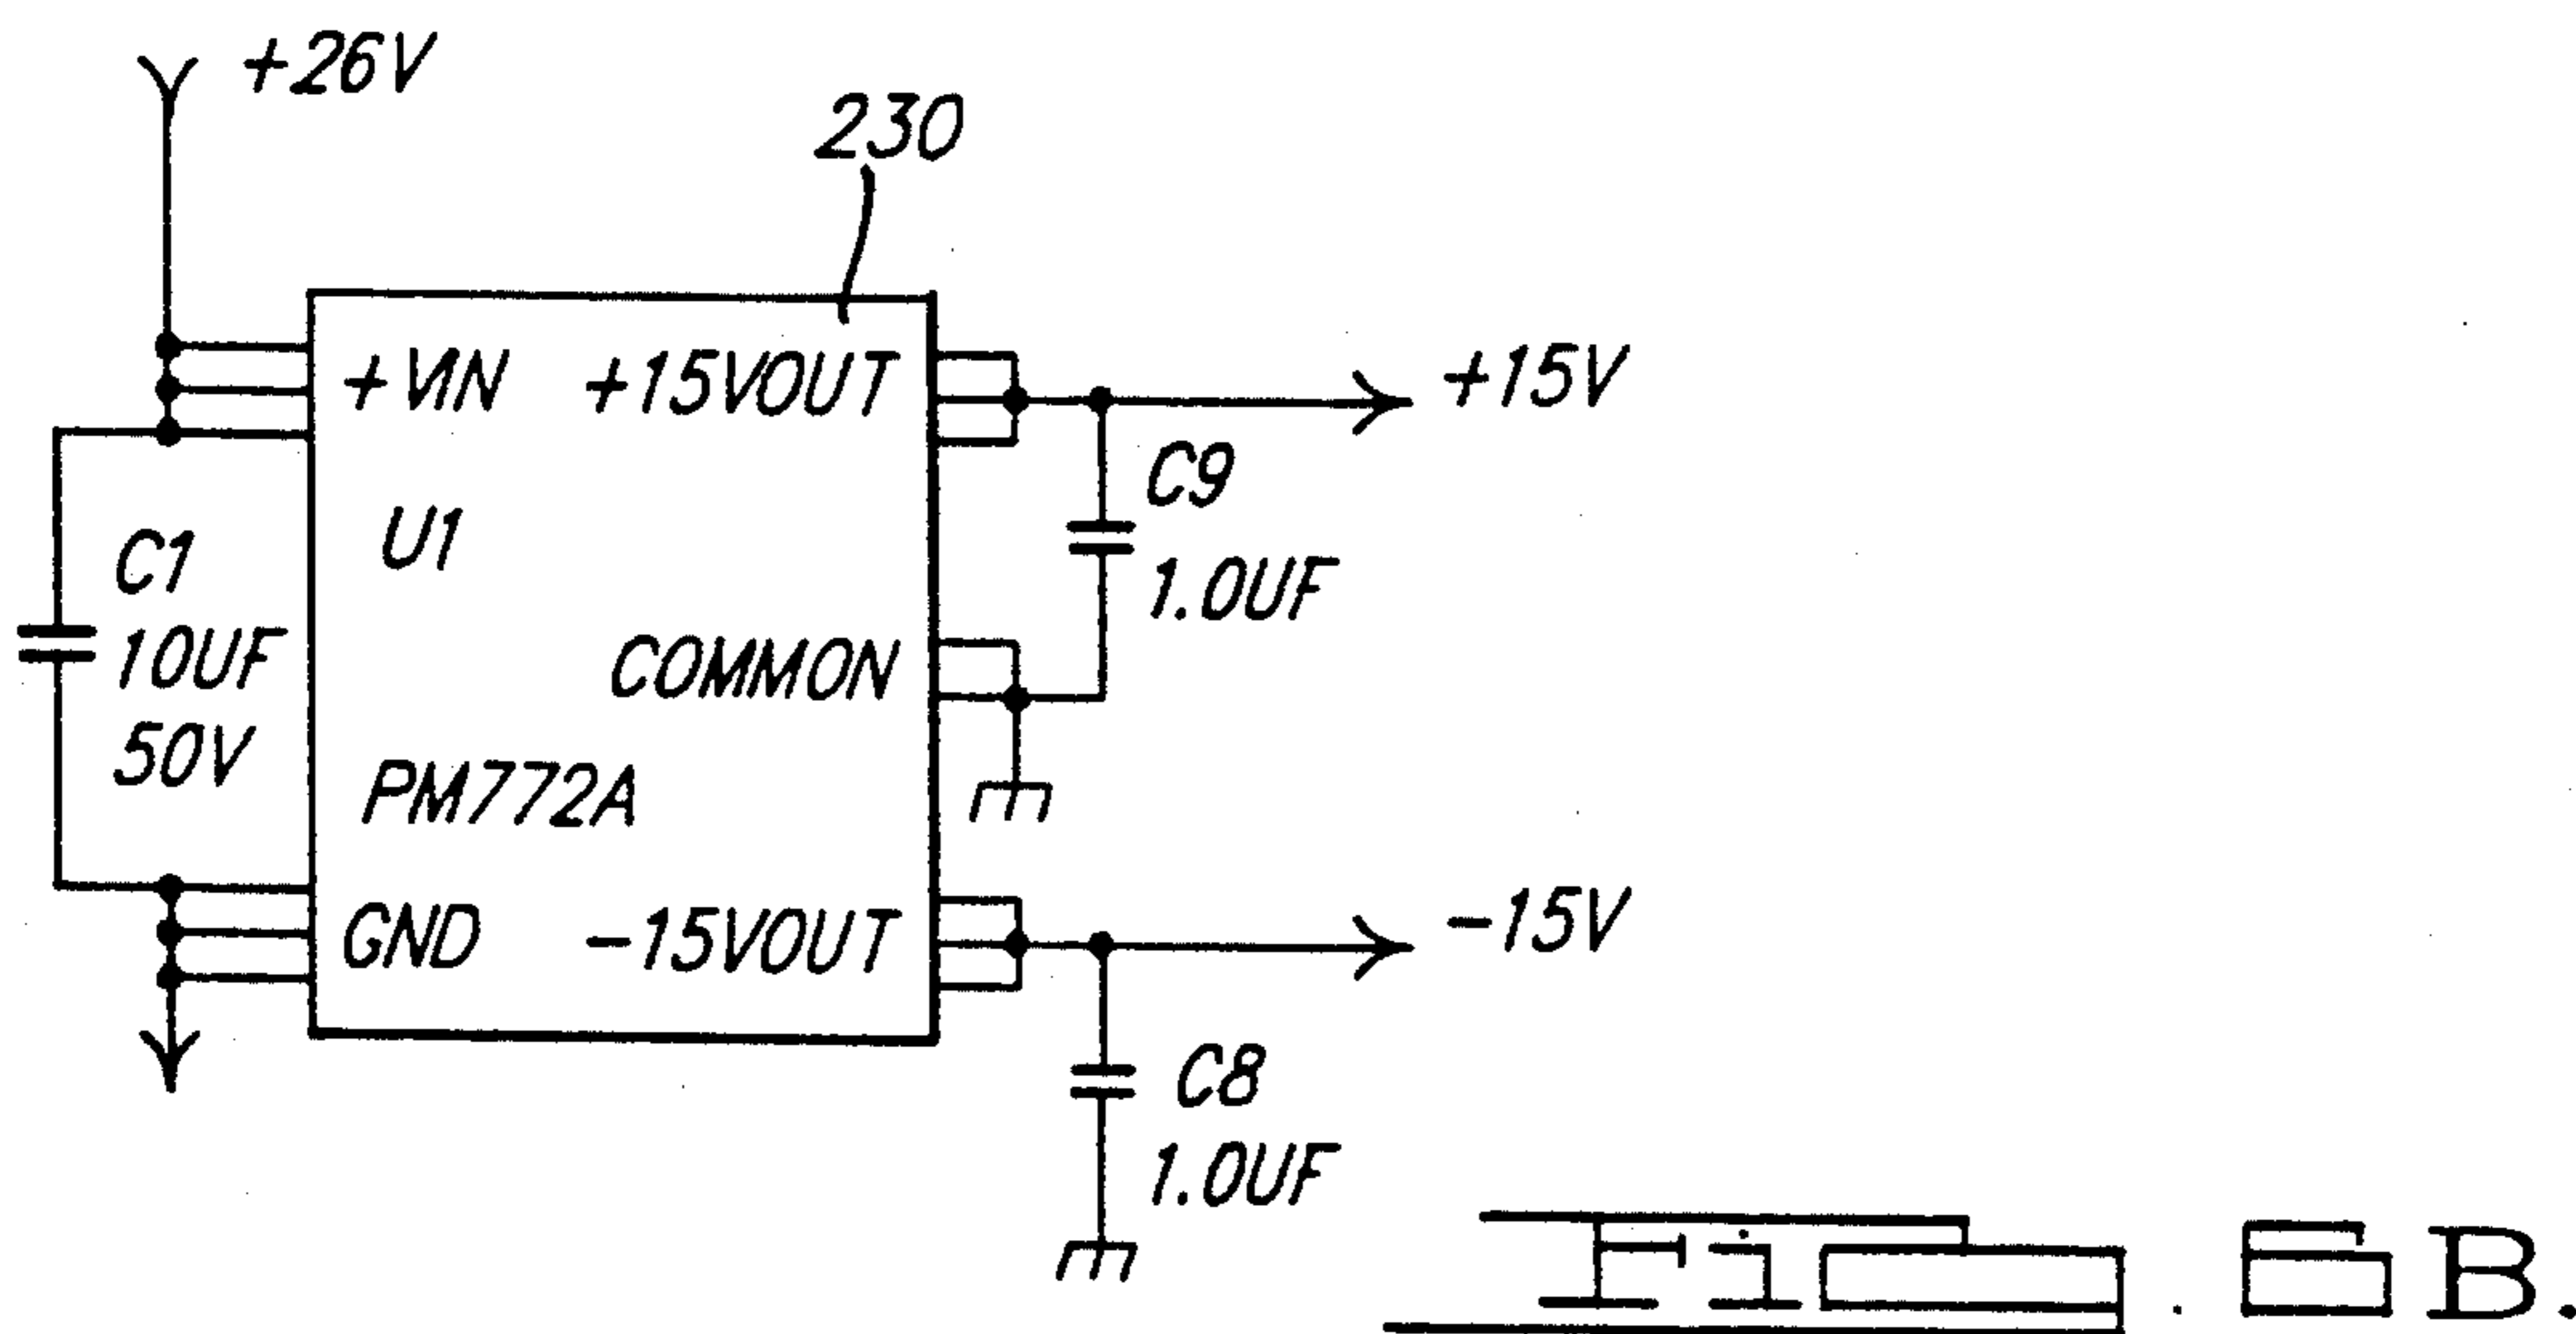 +26V
230
+VIN +15VOUT
+15V
C9
1.0UF
U1
C1
10UF
50V
COMMON
PM772A
GND -15VOUT
-15V
C8
1.0UF
Fig. 6B.